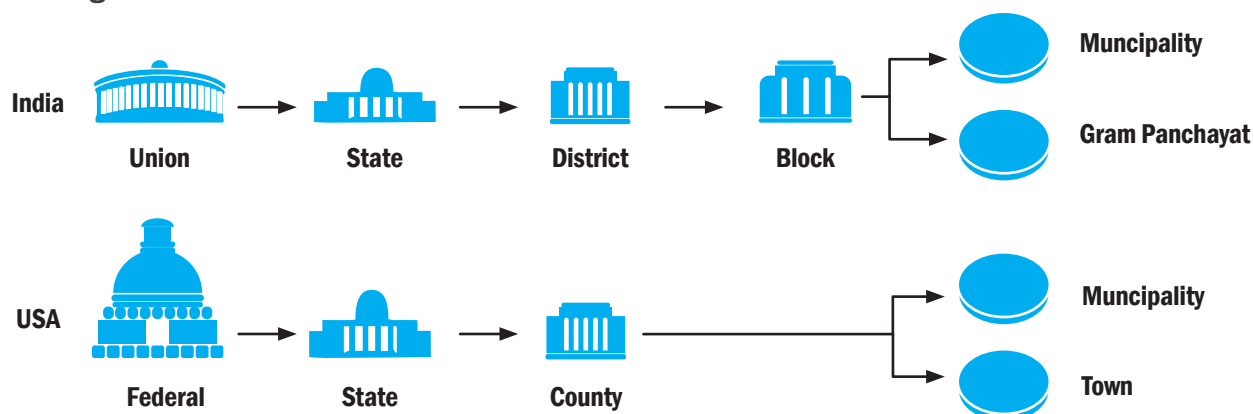 India
Union
State
District
Block
Muncipality
Gram Panchayat
USA
Federal
State
County
Muncipality
Town